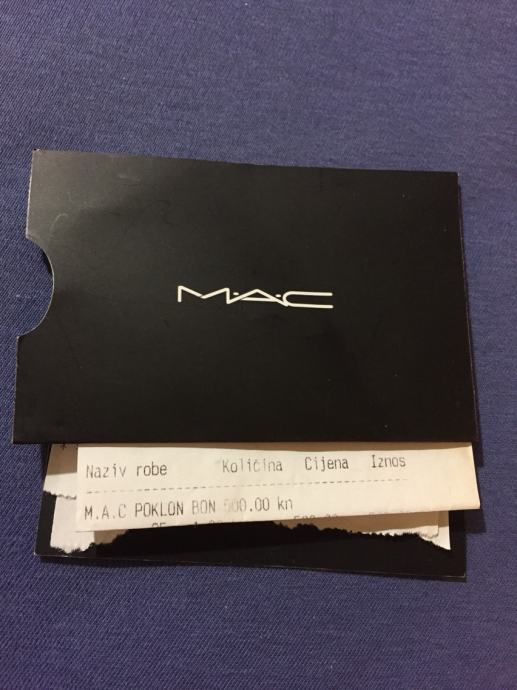 M·A·C
Naziv robe Količina Cijena Iznos
M.A.C POKLON BON 500.00 kn